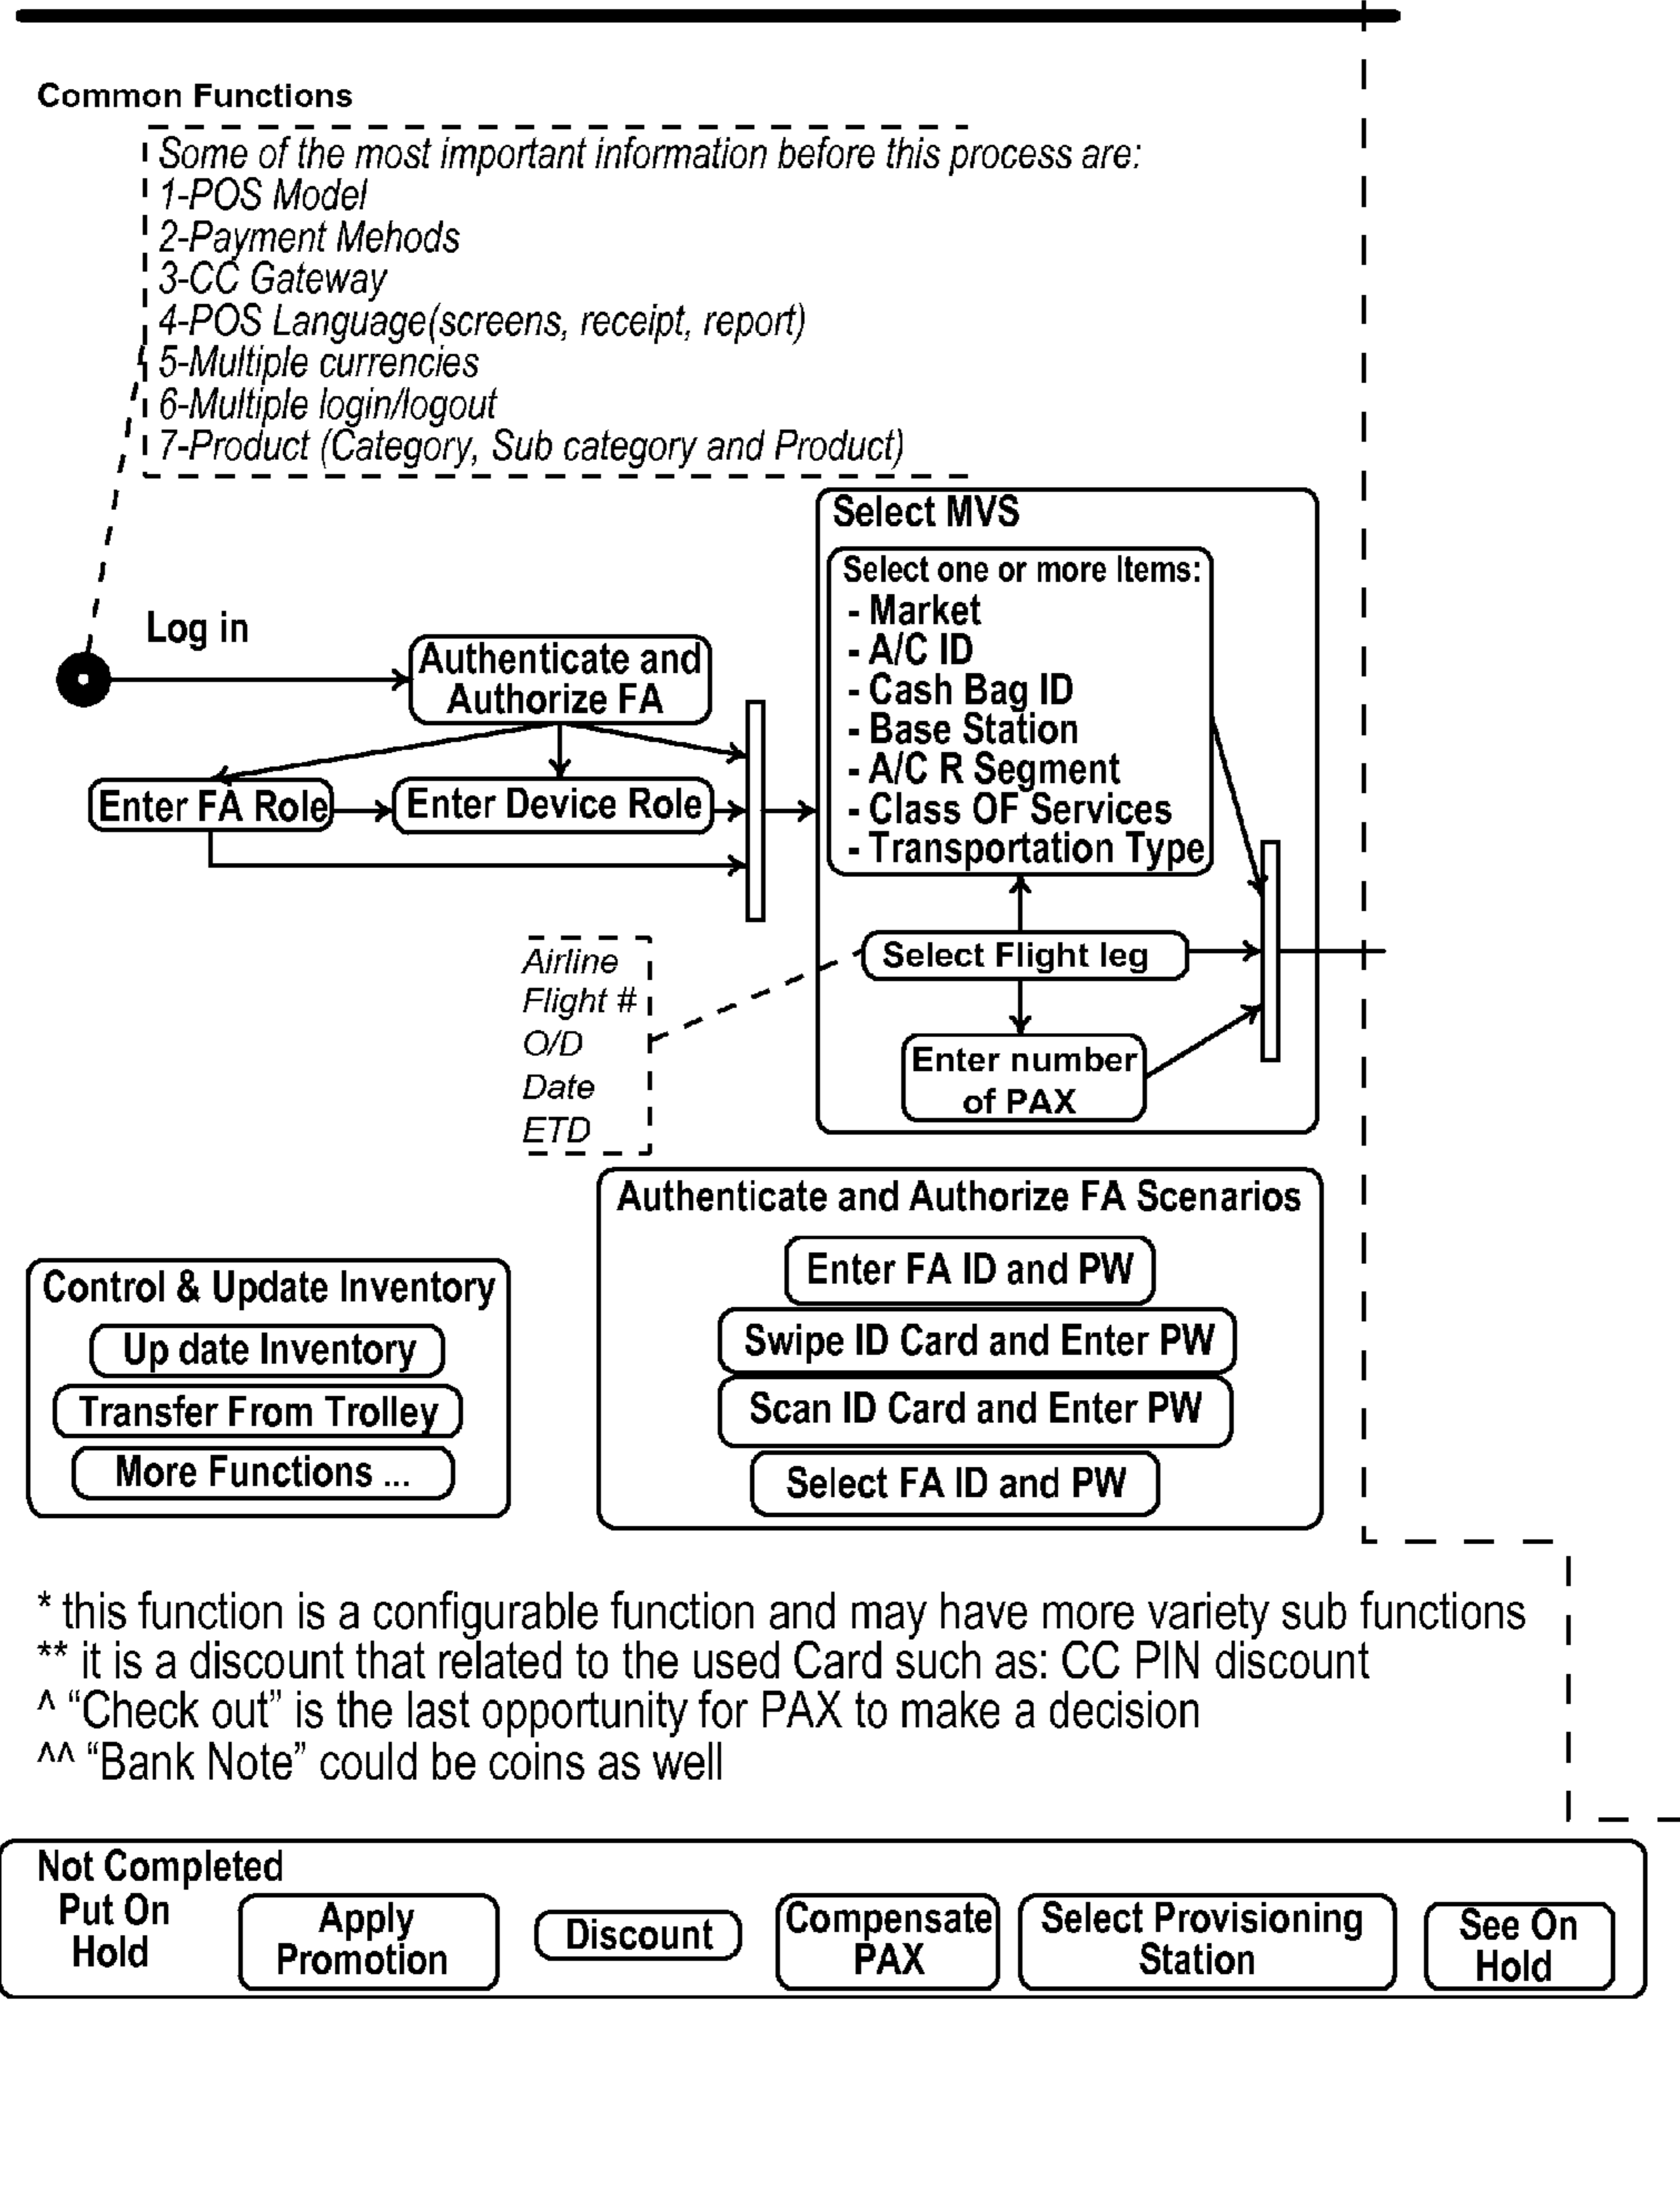 Common Functions
Some of the most important information before this process are:
1-POS Model
2-Payment Mehods
3-CC Gateway
4-POS Language(screens, receipt, report)
5-Multiple currencies
6-Multiple login/logout
7-Product (Category, Sub category and Product)
Log in
Authenticate and
Authorize FA
Enter FA Role
Enter Device Role
Select MVS
Select one or more Items:
- Market
- A/C ID
- Cash Bag ID
- Base Station
- A/C R Segment
- Class OF Services
- Transportation Type
Select Flight leg
Enter number
of PAX
Airline
Flight #
O/D
Date
ETD
Authenticate and Authorize FA Scenarios
Enter FA ID and PW
Swipe ID Card and Enter PW
Scan ID Card and Enter PW
Select FA ID and PW
Control & Update Inventory
Up date Inventory
Transfer From Trolley
More Functions ...
* this function is a configurable function and may have more variety sub functions
** it is a discount that related to the used Card such as: CC PIN discount
^ “Check out” is the last opportunity for PAX to make a decision
^^ “Bank Note” could be coins as well
Not Completed
Put On
Hold
Apply
Promotion
Discount
Compensate
PAX
Select Provisioning
Station
See On
Hold